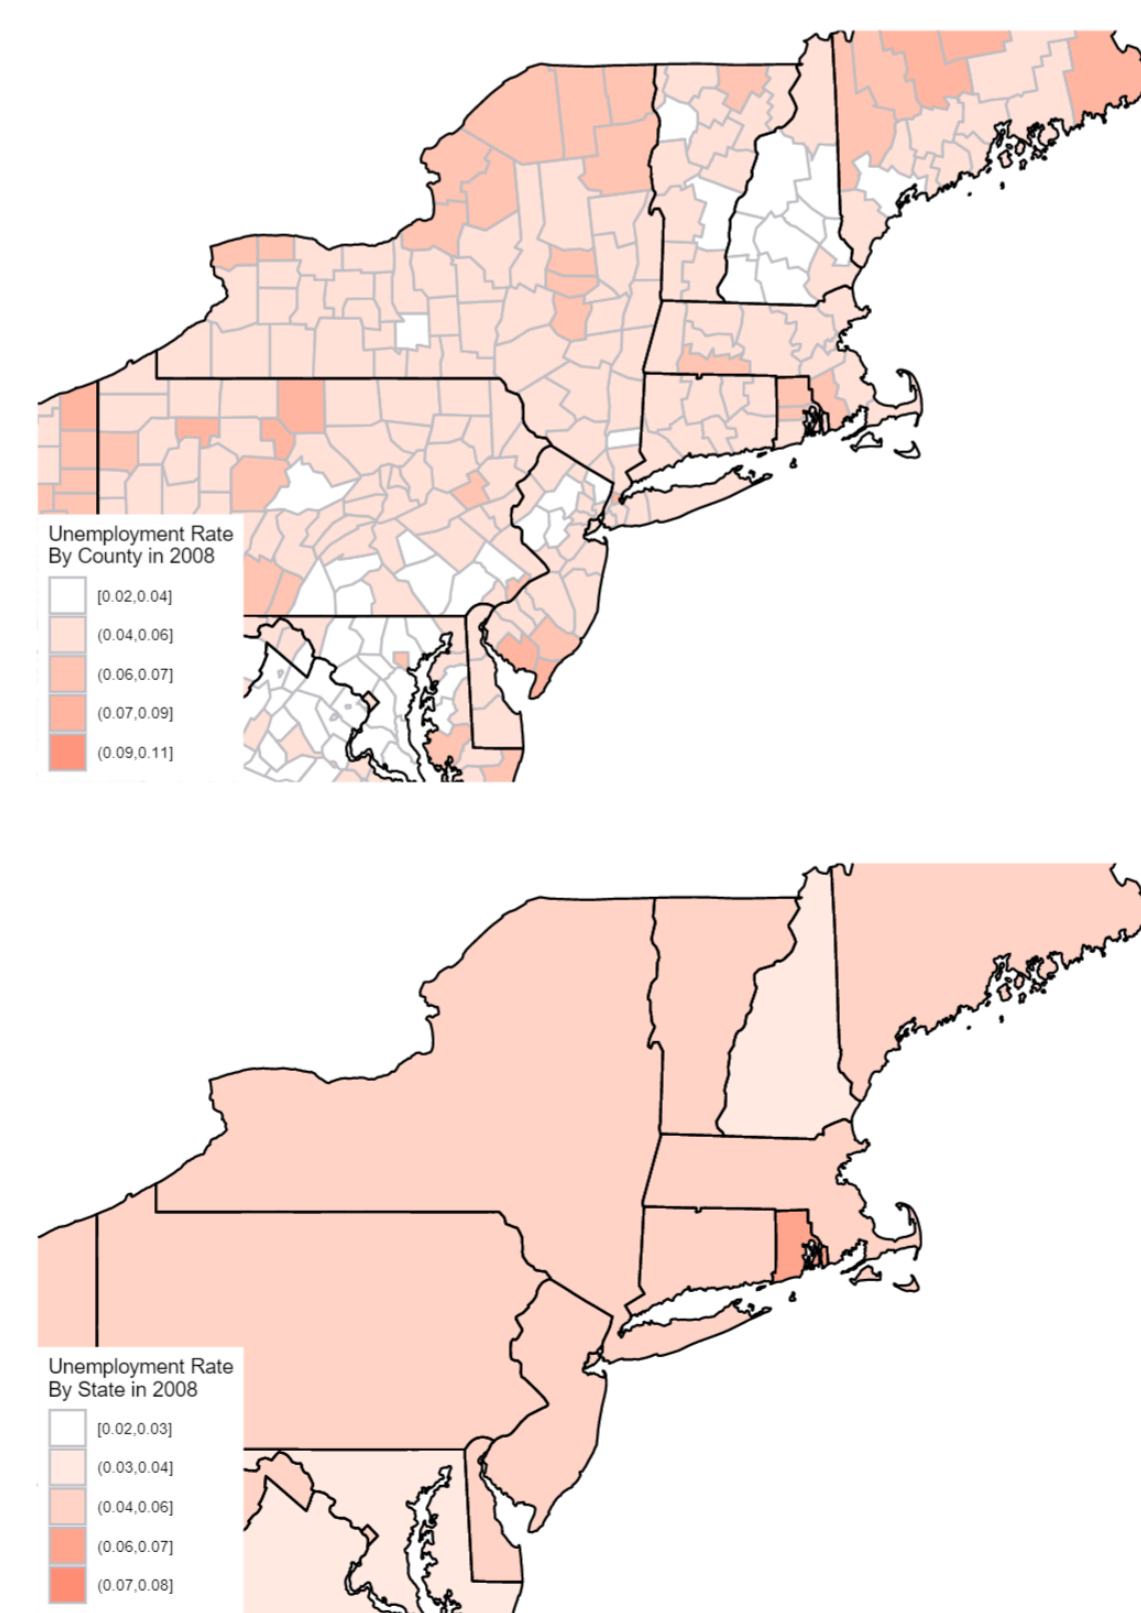 Unemployment Rate
By County in 2008
[0.02,0.04]
(0.04,0.06]
(0.06,0.07]
(0.07,0.09]
(0.09,0.11]
Unemployment Rate
By State in 2008
[0.02,0.03]
(0.03,0.04]
(0.04,0.06]
(0.06,0.07]
(0.07,0.08]